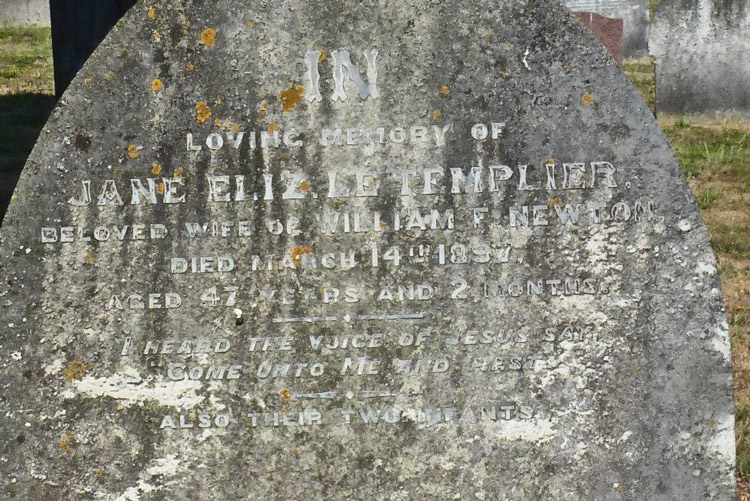 IN
LOVING MEMORY OF
JANE ELIZ. LE TEMPLIER.
BELOVED WIFE OF WILLIAM F. NEWTON,
DIED MARCH 14TH 1897,
AGED 47 YEARS AND 2 MONTHS.
I HEARD THE VOICE OF JESUS SAY,
COME UNTO ME AND REST.
ALSO THEIR TWO INFANTS.